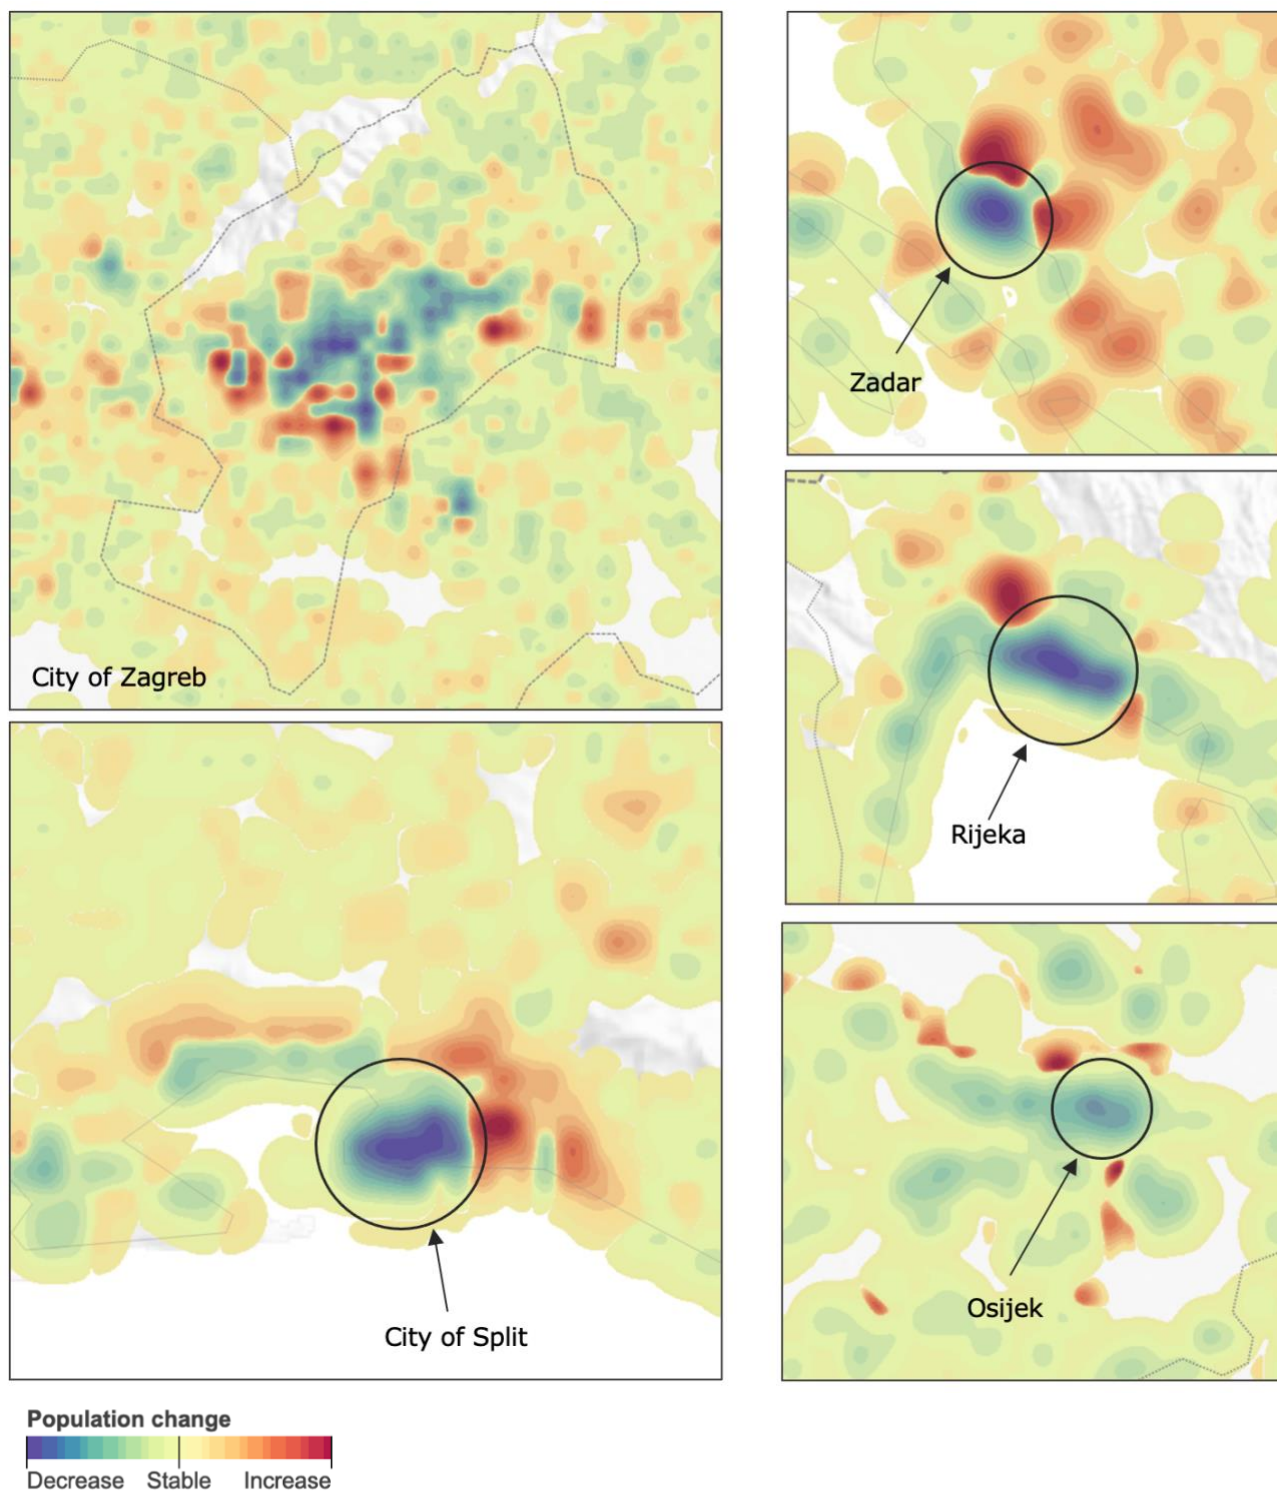 Zadar
City of Zagreb
Rijeka
City of Split
Osijek
Population change
Decrease Stable Increase